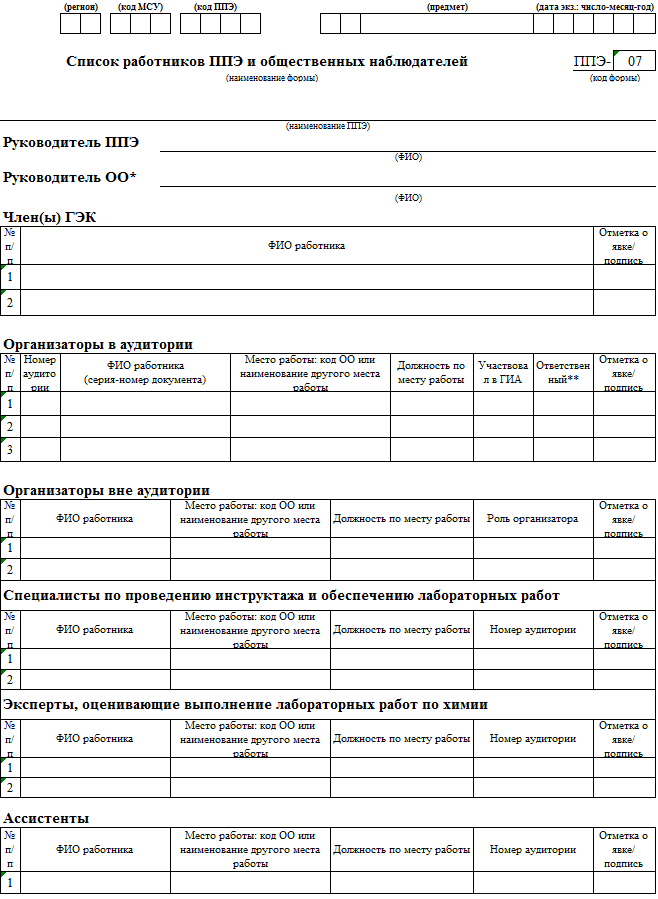 (регион) (код МСУ) (код ППЭ) (предмет) (дата экз.: число-месяц-год)
Список работников ППЭ и общественных наблюдателей ППЭ- 07
(наименование формы) (код формы)
(наименование ППЭ)
Руководитель ППЭ
(ФИО)
Руководитель ОО*
(ФИО)
Член(ы) ГЭК
№ п/п ФИО работника Отметка о явке/ подпись
1
2
Организаторы в аудитории
№ п/п Номер аудитории ФИО работника (серия-номер документа) Место работы: код ОО или наименование другого места работы Должность по месту работы Участвовал в ГИА Ответственный** Отметка о явке/ подпись
1
2
3
Организаторы вне аудитории
№ п/п ФИО работника Место работы: код ОО или наименование другого места работы Должность по месту работы Роль организатора Отметка о явке/ подпись
1
2
Специалисты по проведению инструктажа и обеспечению лабораторных работ
№ п/п ФИО работника Место работы: код ОО или наименование другого места работы Должность по месту работы Номер аудитории Отметка о явке/ подпись
1
2
Эксперты, оценивающие выполнение лабораторных работ по химии
№ п/п ФИО работника Место работы: код ОО или наименование другого места работы Должность по месту работы Номер аудитории Отметка о явке/ подпись
1
2
Ассистенты
№ п/п ФИО работника Место работы: код ОО или наименование другого места работы Должность по месту работы Номер аудитории Отметка о явке/ подпись
1